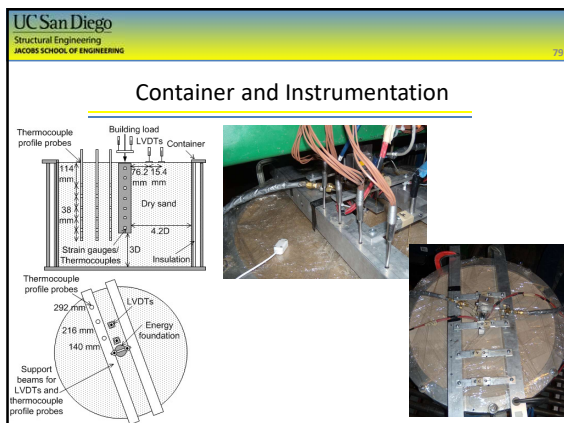 UC San Diego
Structural Engineering
JACOBS SCHOOL OF ENGINEERING
79
Container and Instrumentation
Thermocouple
profile probes
Building load
LVDTs
Container
114
mm
76.2
mm
15.4
mm
38
mm
Dry sand
4.2D
3D
Strain gauges/
Thermocouples
Insulation
Thermocouple
profile probes
292 mm
216 mm
140 mm
LVDTs
Energy
foundation
Support
beams for
LVDTs and
thermocouple
profile probes